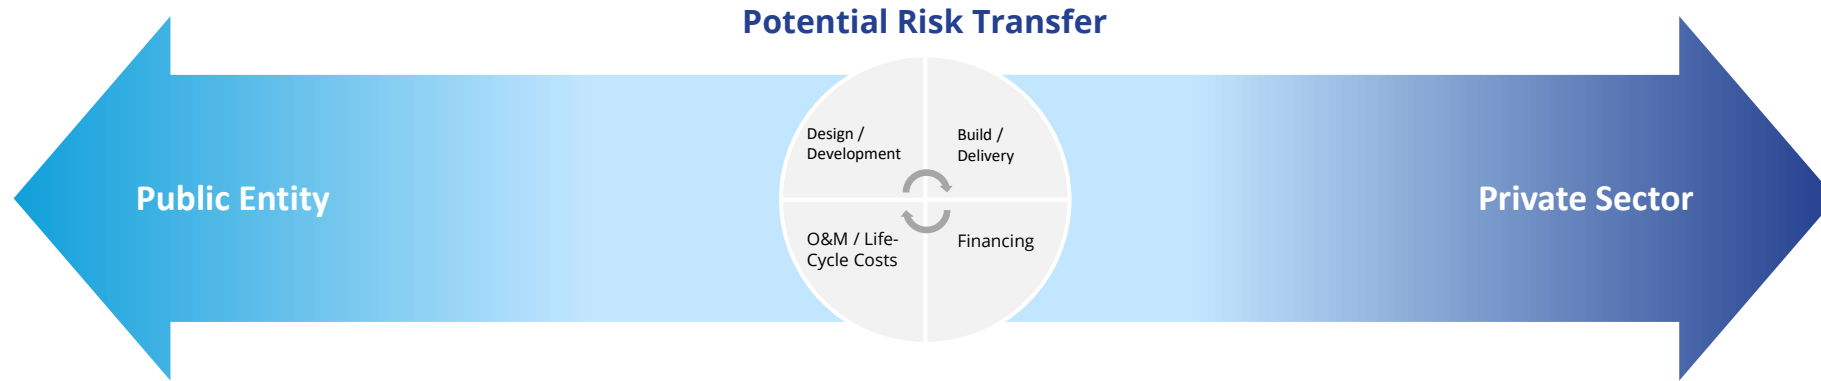 Potential Risk Transfer
Design /
Development
Build /
Delivery
Public Entity
Private Sector
O&M / Life-
Cycle Costs
Financing